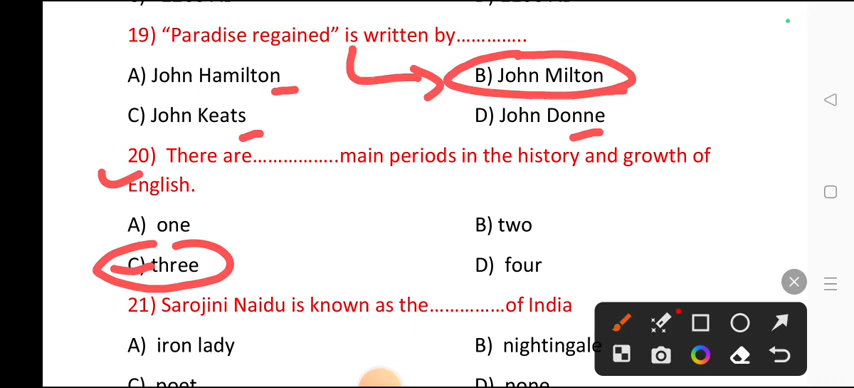 19) “Paradise regained” is written by.............
A) John Hamilton B) John Milton
C) John Keats D) John Donne
20) There are.................main periods in the history and growth of
English.
A) one B) two
C) three D) four
21) Sarojini Naidu is known as the...............of India
A) iron lady B) nightingale
C) poet D) none